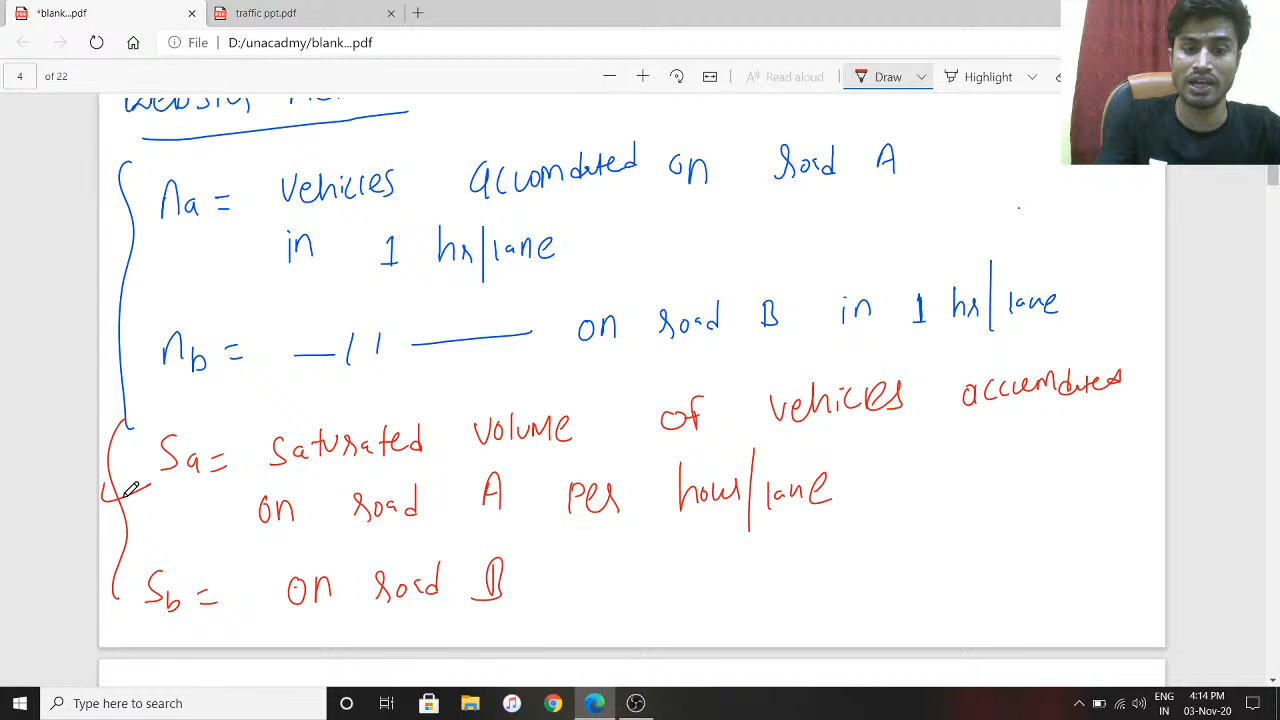 *blank.pdf
traffic ppt.pdf
File D:/unacadmy/blank...pdf
4 of 22
Read aloud
Draw
Highlight
na = vehicles accomdated on road A
in 1 hr/lane
nb = —//— on road B in 1 hr/lane
Sa = Saturated volume of vehicles accumdated
on road A per hour/lane
Sb = on road B
Type here to search
ENG
IN
4:14 PM
03-Nov-20